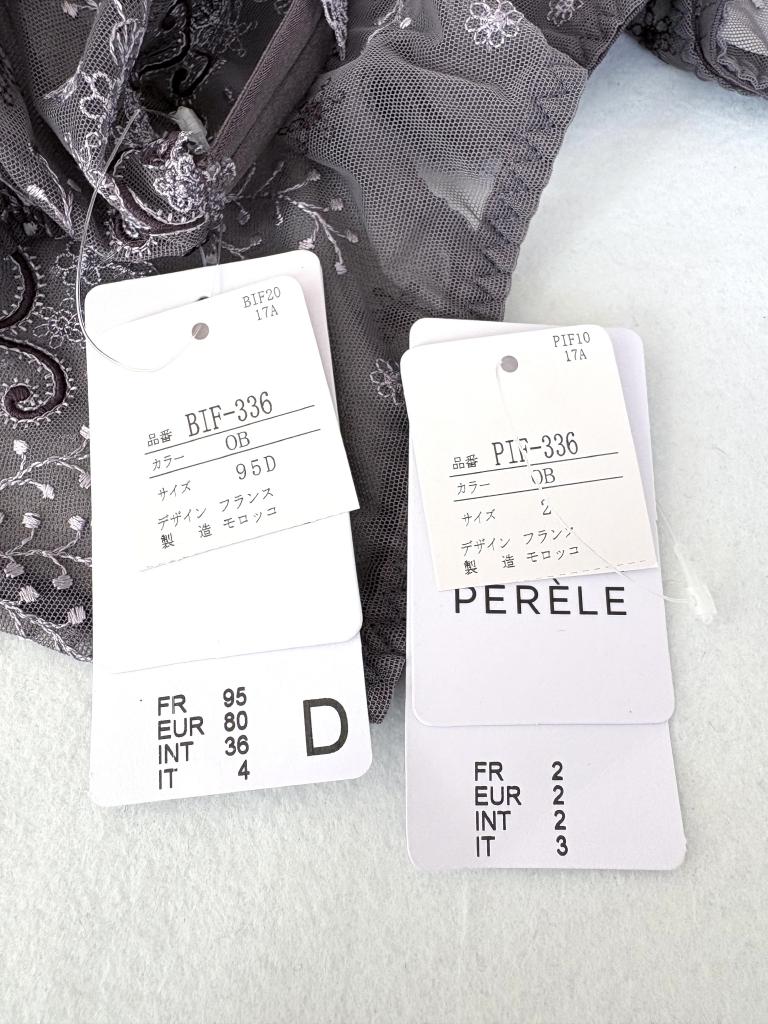 BIF20
17A
品番 BIF-336
カラー OB
サイズ 95D
デザイン フランス
製造 モロッコ
FR 95
EUR 80
INT 36
IT 4
D
PIF10
17A
品番 PIF-336
カラー OB
サイズ 2
デザイン フランス
製造 モロッコ
PERÈLE
FR 2
EUR 2
INT 2
IT 3